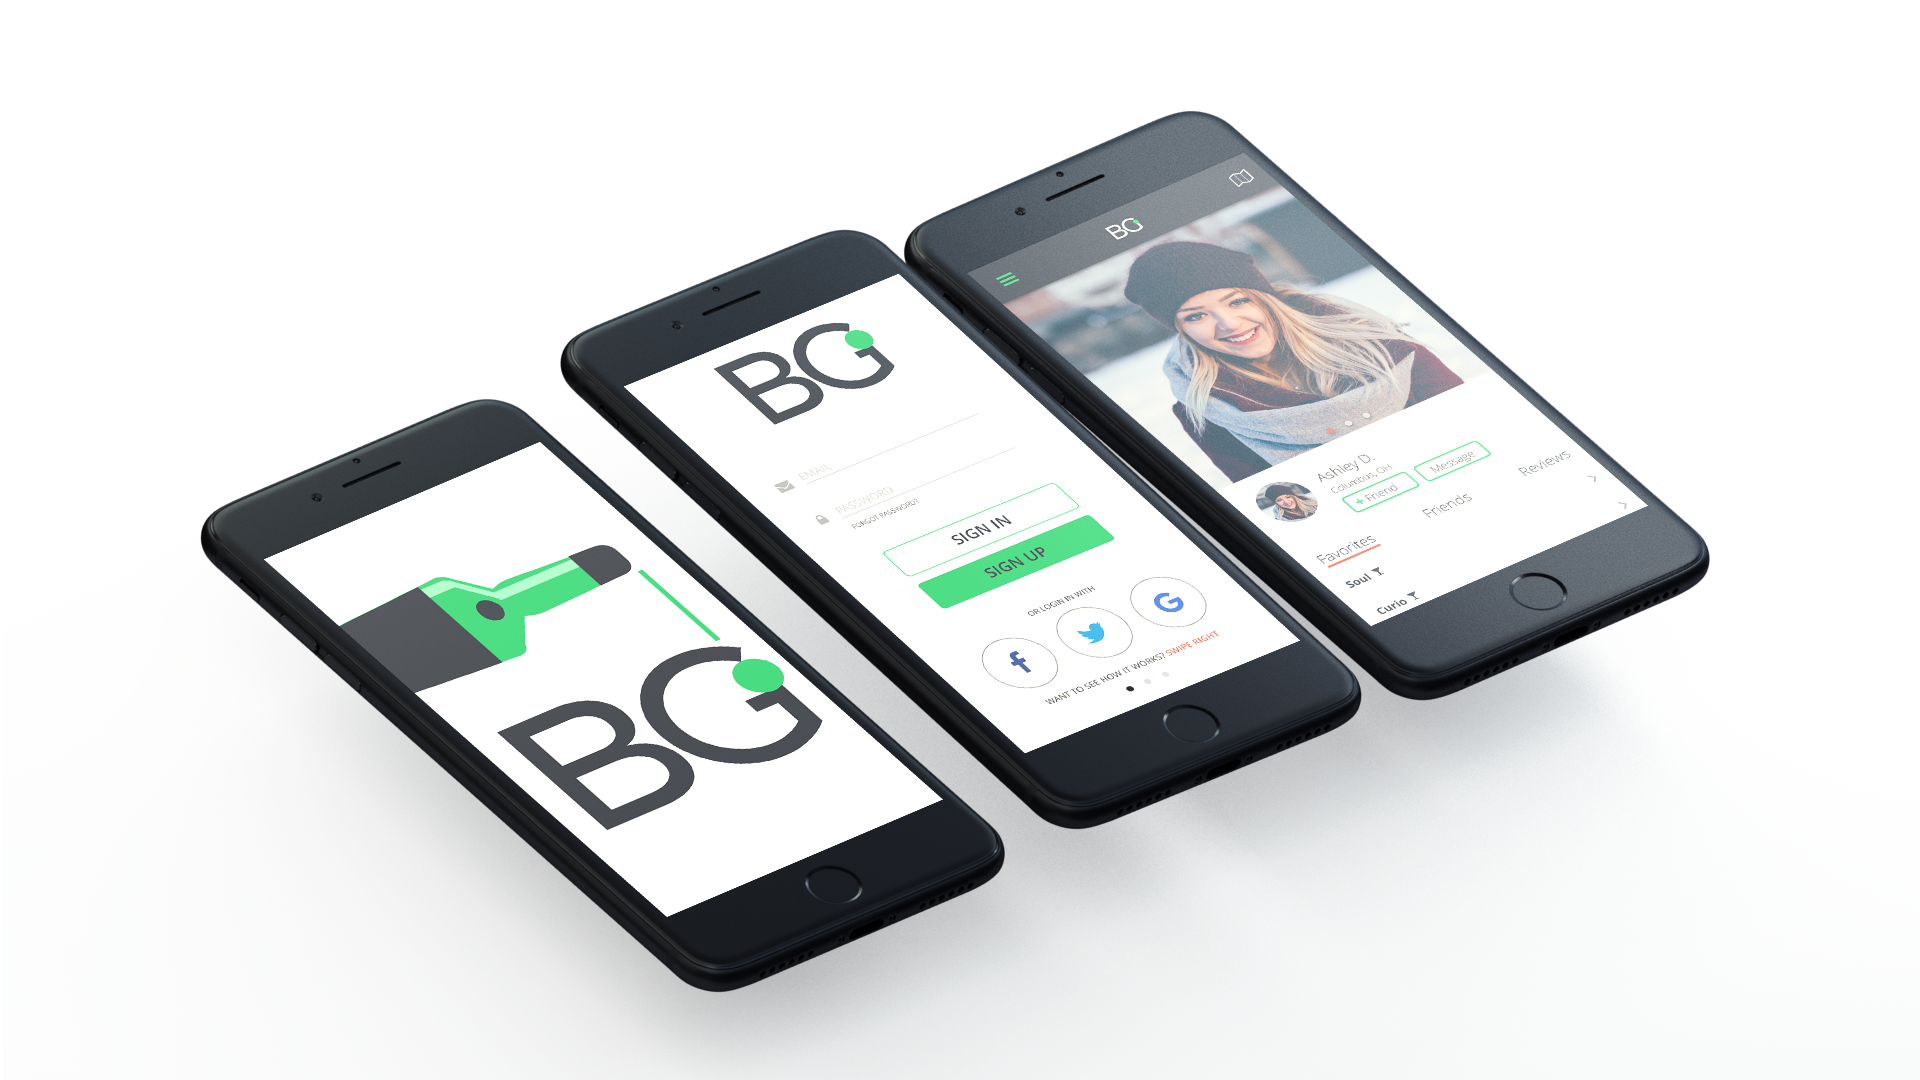 BG
BG
EMAIL
PASSWORD
FORGOT PASSWORD?
SIGN IN
SIGN UP
OR LOGIN IN WITH
f
G
WANT TO SEE HOW IT WORKS? SWIPE RIGHT
BG
Ashley D.
Columbus, OH
+ Friend
Message
Favorites
Friends
Reviews
Soul
Curio